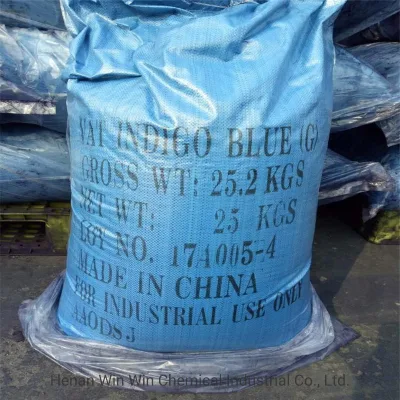 VAT INDIGO BLUE (G)
GROSS WT: 25.2 KGS
NET WT: 25 KGS
LOT NO. 17A005-4
MADE IN CHINA
FOR INDUSTRIAL USE ONLY
AAODS.J
Henan Win Win Chemical Industrial Co., Ltd.